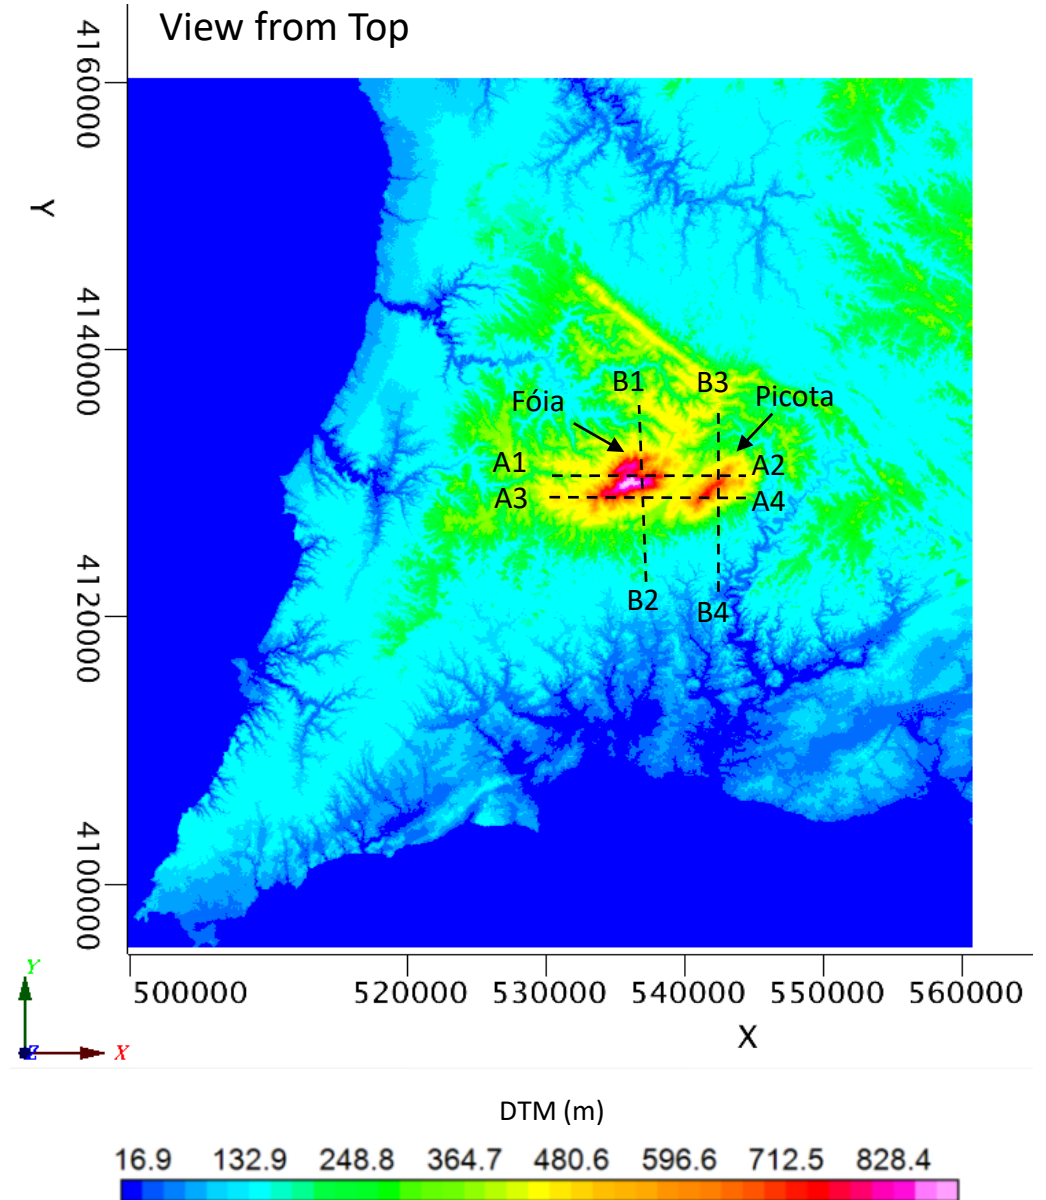 View from Top
4160000
Y
4140000
4120000
4100000
B1
B3
Fóia
Picota
A1
A2
A3
A4
B2
B4
Y
Z
X
500000
520000
530000
540000
550000
560000
X
DTM (m)
16.9
132.9
248.8
364.7
480.6
596.6
712.5
828.4